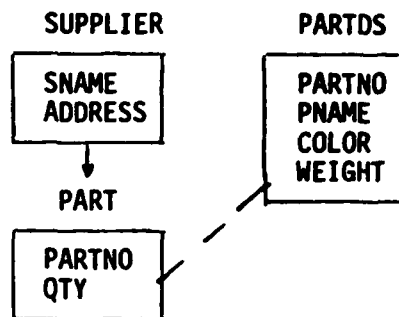 SUPPLIER
SNAME
ADDRESS
PART
PARTNO
QTY
PARTDS
PARTNO
PNAME
COLOR
WEIGHT